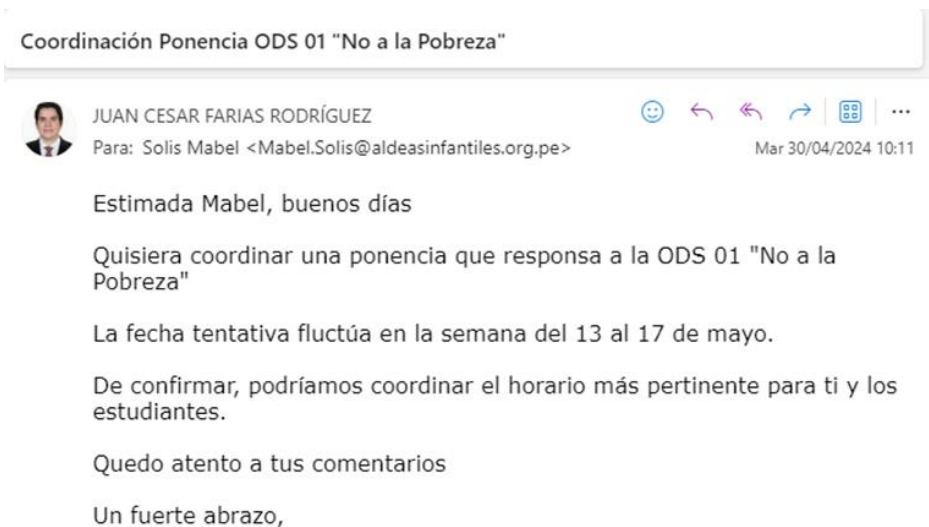 Coordinación Ponencia ODS 01 "No a la Pobreza"
JUAN CESAR FARIAS RODRÍGUEZ
Para: Solis Mabel <Mabel.Solis@aldeasinfantiles.org.pe>
Mar 30/04/2024 10:11
Estimada Mabel, buenos días
Quisiera coordinar una ponencia que responsa a la ODS 01 "No a la
Pobreza"
La fecha tentativa fluctúa en la semana del 13 al 17 de mayo.
De confirmar, podríamos coordinar el horario más pertinente para ti y los
estudiantes.
Quedo atento a tus comentarios
Un fuerte abrazo,